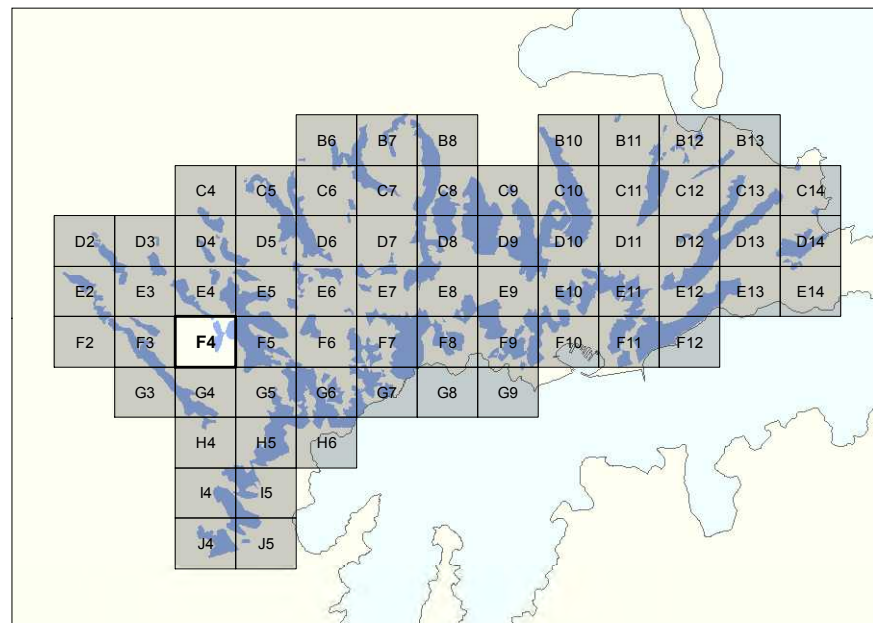 B6 B7 B8 B10 B11 B12 B13
C4 C5 C6 C7 C8 C9 C10 C11 C12 C13 C14
D2 D3 D4 D5 D6 D7 D8 D9 D10 D11 D12 D13 D14
E2 E3 E4 E5 E6 E7 E8 E9 E10 E11 E12 E13 E14
F2 F3 F4 F5 F6 F7 F8 F9 F10 F11 F12
G3 G4 G5 G6 G7 G8 G9
H4 H5 H6
I4 I5
J4 J5